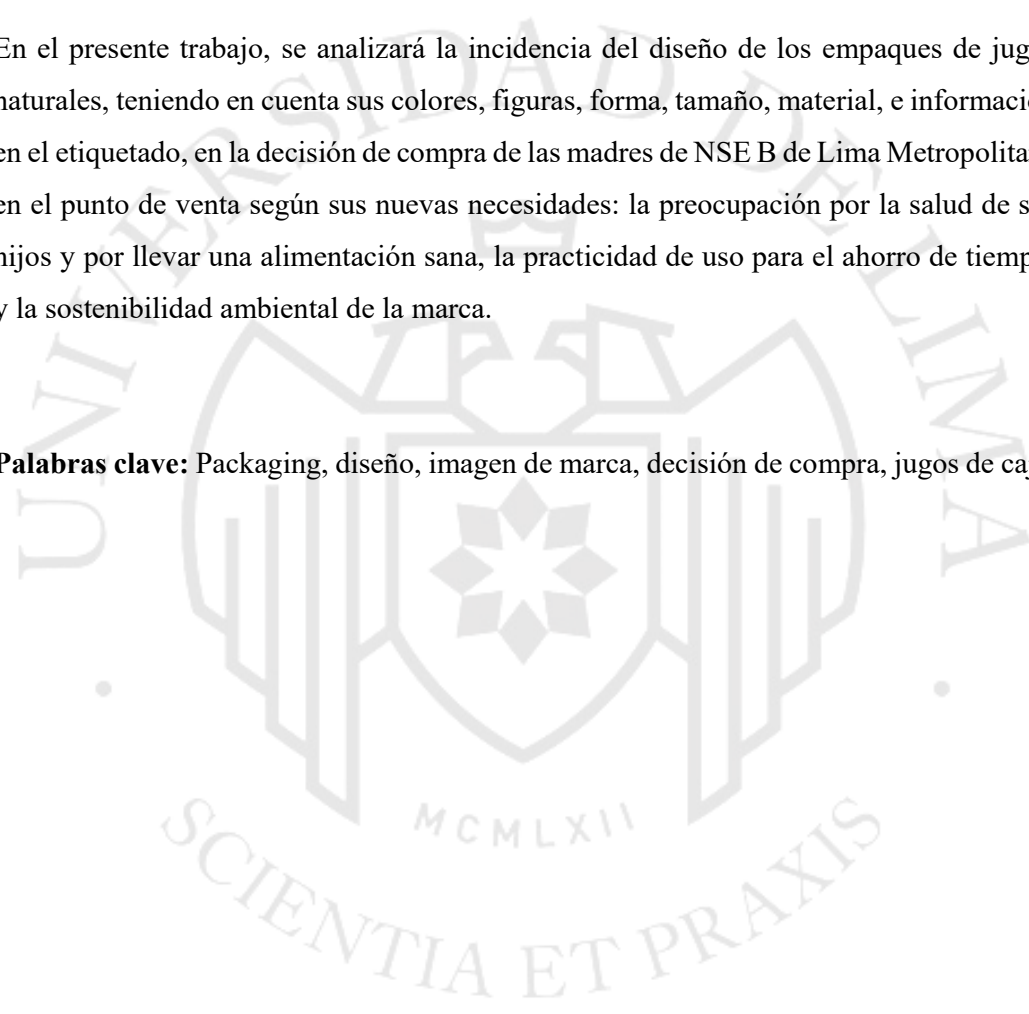 En el presente trabajo, se analizará la incidencia del diseño de los empaques de jug
naturales, teniendo en cuenta sus colores, figuras, forma, tamaño, material, e informació
en el etiquetado, en la decisión de compra de las madres de NSE B de Lima Metropolita
en el punto de venta según sus nuevas necesidades: la preocupación por la salud de s
hijos y por llevar una alimentación sana, la practicidad de uso para el ahorro de tiemp
y la sostenibilidad ambiental de la marca.
Palabras clave: Packaging, diseño, imagen de marca, decisión de compra, jugos de caj
UNIVERSIDAD DE LIMA
MCMLXII
SCIENTIA ET PRAXIS